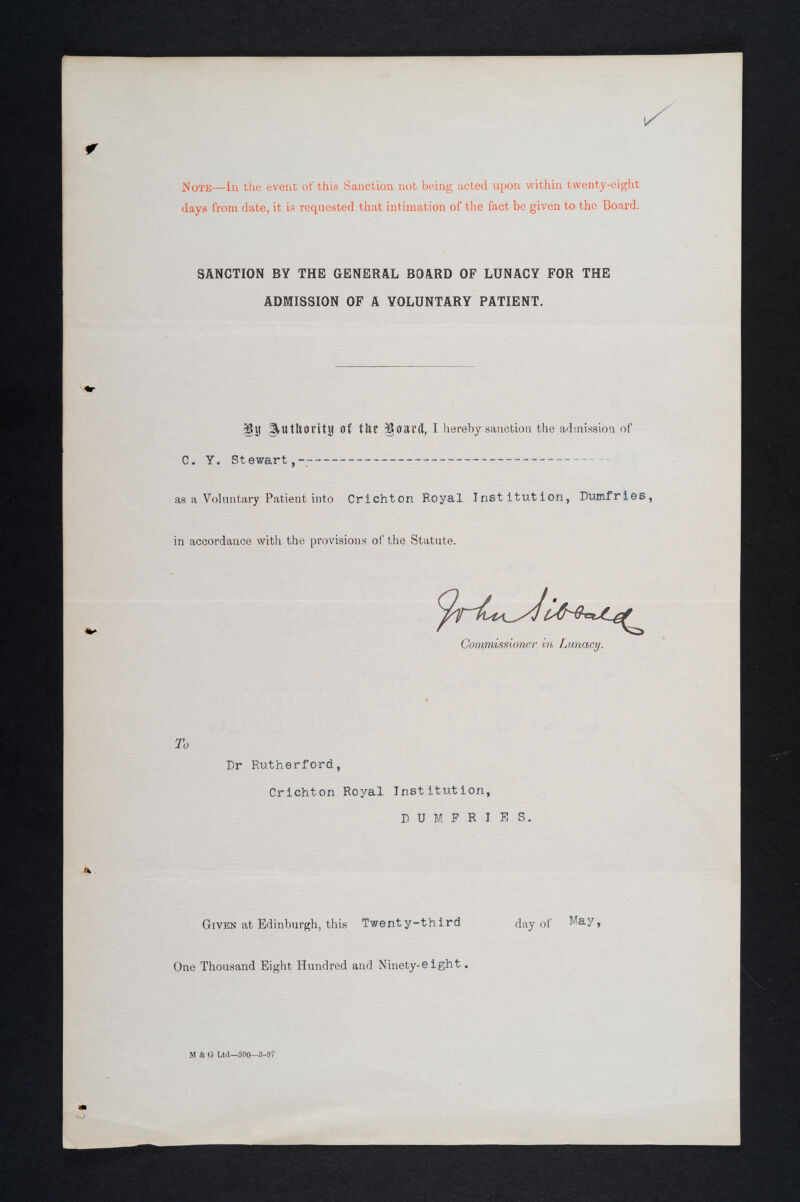 NOTE—In the event of this Sanction not being acted upon within twenty-eight
days from date, it is requested that intimation of the fact be given to the Board.
SANCTION BY THE GENERAL BOARD OF LUNACY FOR THE
ADMISSION OF A VOLUNTARY PATIENT.
By Authority of the Board, I hereby sanction the admission of
C. Y. Stewart,-----------------------------------------
as a Voluntary Patient into Crichton Royal Institution, Dumfries,
in accordance with the provisions of the Statute.
John Sibbald
Commissioner in Lunacy.
To
Dr Rutherford,
Crichton Royal Institution,
D U M F R I E S.
GIVEN at Edinburgh, this Twenty-third day of May,
One Thousand Eight Hundred and Ninety-eight.
M & G Ltd—300—3-97